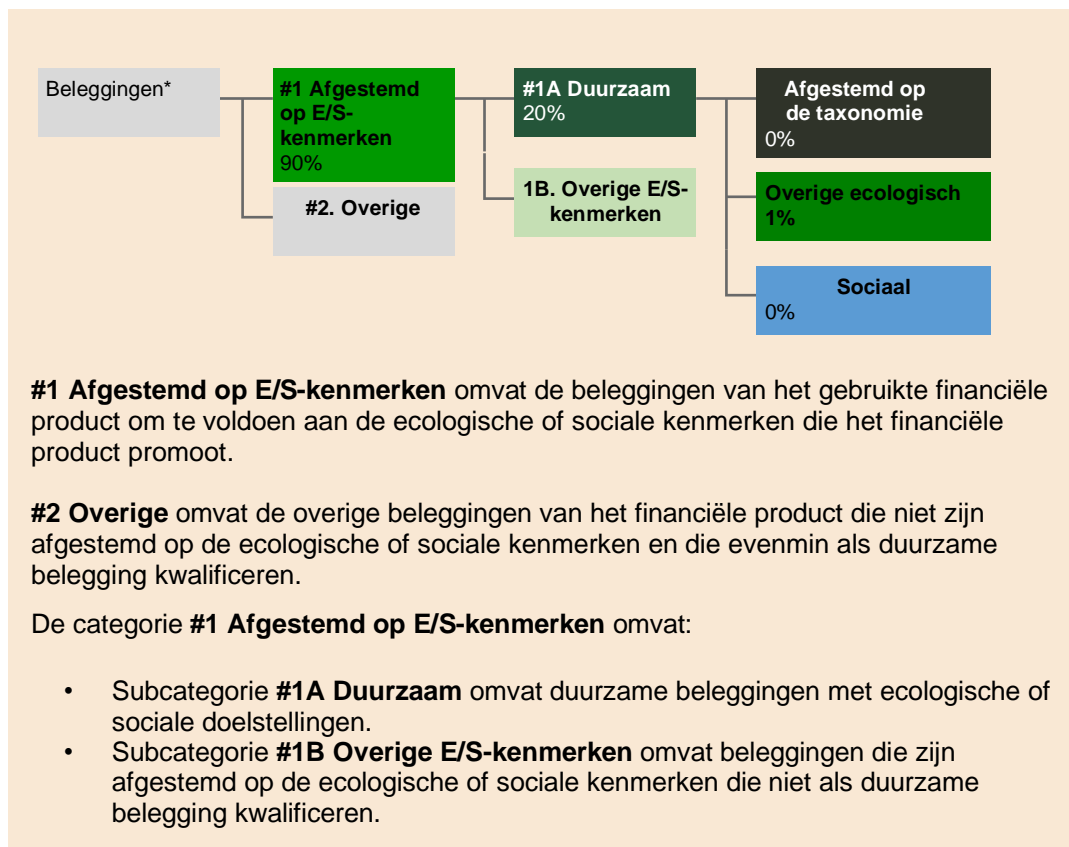 Beleggingen*
#1 Afgestemd
op E/S-
kenmerken
90%
#2. Overige
#1A Duurzaam
20%
1B. Overige E/S-
kenmerken
Afgestemd op
de taxonomie
0%
Overige ecologisch
1%
Sociaal
0%
#1 Afgestemd op E/S-kenmerken omvat de beleggingen van het gebruikte financiële
product om te voldoen aan de ecologische of sociale kenmerken die het financiële
product promoot.
#2 Overige omvat de overige beleggingen van het financiële product die niet zijn
afgestemd op de ecologische of sociale kenmerken en die evenmin als duurzame
belegging kwalificeren.
De categorie #1 Afgestemd op E/S-kenmerken omvat:
• Subcategorie #1A Duurzaam omvat duurzame beleggingen met ecologische of
sociale doelstellingen.
• Subcategorie #1B Overige E/S-kenmerken omvat beleggingen die zijn
afgestemd op de ecologische of sociale kenmerken die niet als duurzame
belegging kwalificeren.